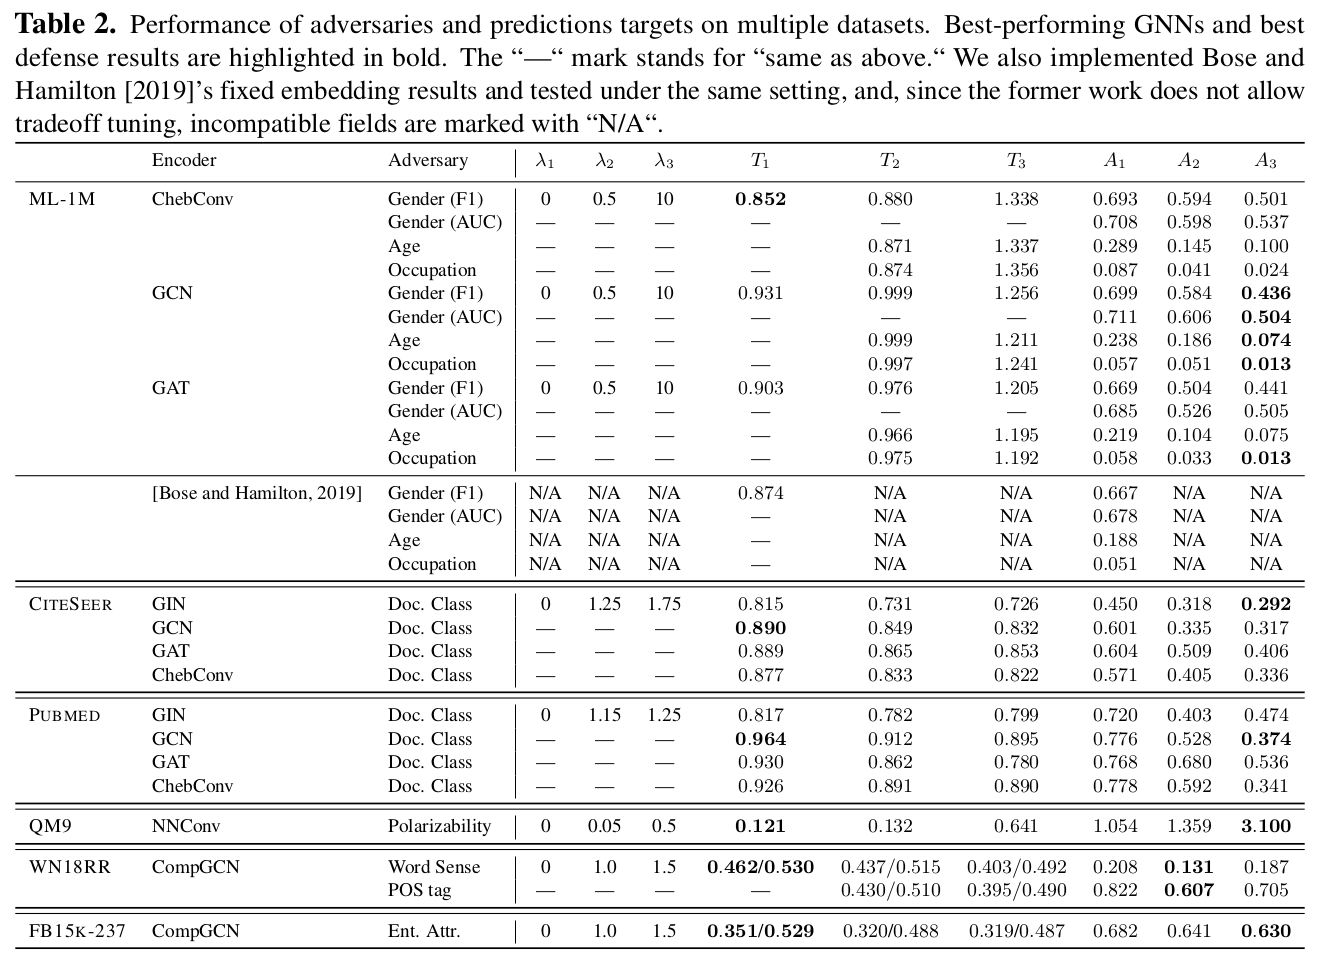 Table 2. Performance of adversaries and predictions targets on multiple datasets. Best-performing GNNs and best
defense results are highlighted in bold. The “—“ mark stands for “same as above.“ We also implemented Bose and
Hamilton [2019]’s fixed embedding results and tested under the same setting, and, since the former work does not allow
tradeoff tuning, incompatible fields are marked with “N/A“.
Encoder Adversary λ1 λ2 λ3 T1 T2 T3 A1 A2 A3
ML-1M ChebConv Gender (F1) 0 0.5 10 0.852 0.880 1.338 0.693 0.594 0.501
Gender (AUC) — — — — — — 0.708 0.598 0.537
Age — — — — 0.871 1.337 0.289 0.145 0.100
Occupation — — — — 0.874 1.356 0.087 0.041 0.024
GCN Gender (F1) 0 0.5 10 0.931 0.999 1.256 0.699 0.584 0.436
Gender (AUC) — — — — — — 0.711 0.606 0.504
Age — — — — 0.999 1.211 0.238 0.186 0.074
Occupation — — — — 0.997 1.241 0.057 0.051 0.013
GAT Gender (F1) 0 0.5 10 0.903 0.976 1.205 0.669 0.504 0.441
Gender (AUC) — — — — — — 0.685 0.526 0.505
Age — — — — 0.966 1.195 0.219 0.104 0.075
Occupation — — — — 0.975 1.192 0.058 0.033 0.013
[Bose and Hamilton, 2019] Gender (F1) N/A N/A N/A 0.874 N/A N/A 0.667 N/A N/A
Gender (AUC) N/A N/A N/A — N/A N/A 0.678 N/A N/A
Age N/A N/A N/A — N/A N/A 0.188 N/A N/A
Occupation N/A N/A N/A — N/A N/A 0.051 N/A N/A
CITESEER GIN Doc. Class 0 1.25 1.75 0.815 0.731 0.726 0.450 0.318 0.292
GCN Doc. Class — — — 0.890 0.849 0.832 0.601 0.335 0.317
GAT Doc. Class — — — 0.889 0.865 0.853 0.604 0.509 0.406
ChebConv Doc. Class — — — 0.877 0.833 0.822 0.571 0.405 0.336
PUBMED GIN Doc. Class 0 1.15 1.25 0.817 0.782 0.799 0.720 0.403 0.474
GCN Doc. Class — — — 0.964 0.912 0.895 0.776 0.528 0.374
GAT Doc. Class — — — 0.930 0.862 0.780 0.768 0.680 0.536
ChebConv Doc. Class — — — 0.926 0.891 0.890 0.778 0.592 0.341
QM9 NNConv Polarizability 0 0.05 0.5 0.121 0.132 0.641 1.054 1.359 3.100
WN18RR CompGCN Word Sense 0 1.0 1.5 0.462/0.530 0.437/0.515 0.403/0.492 0.208 0.131 0.187
POS tag — — — — 0.430/0.510 0.395/0.490 0.822 0.607 0.705
FB15K-237 CompGCN Ent. Attr. 0 1.0 1.5 0.351/0.529 0.320/0.488 0.319/0.487 0.682 0.641 0.630